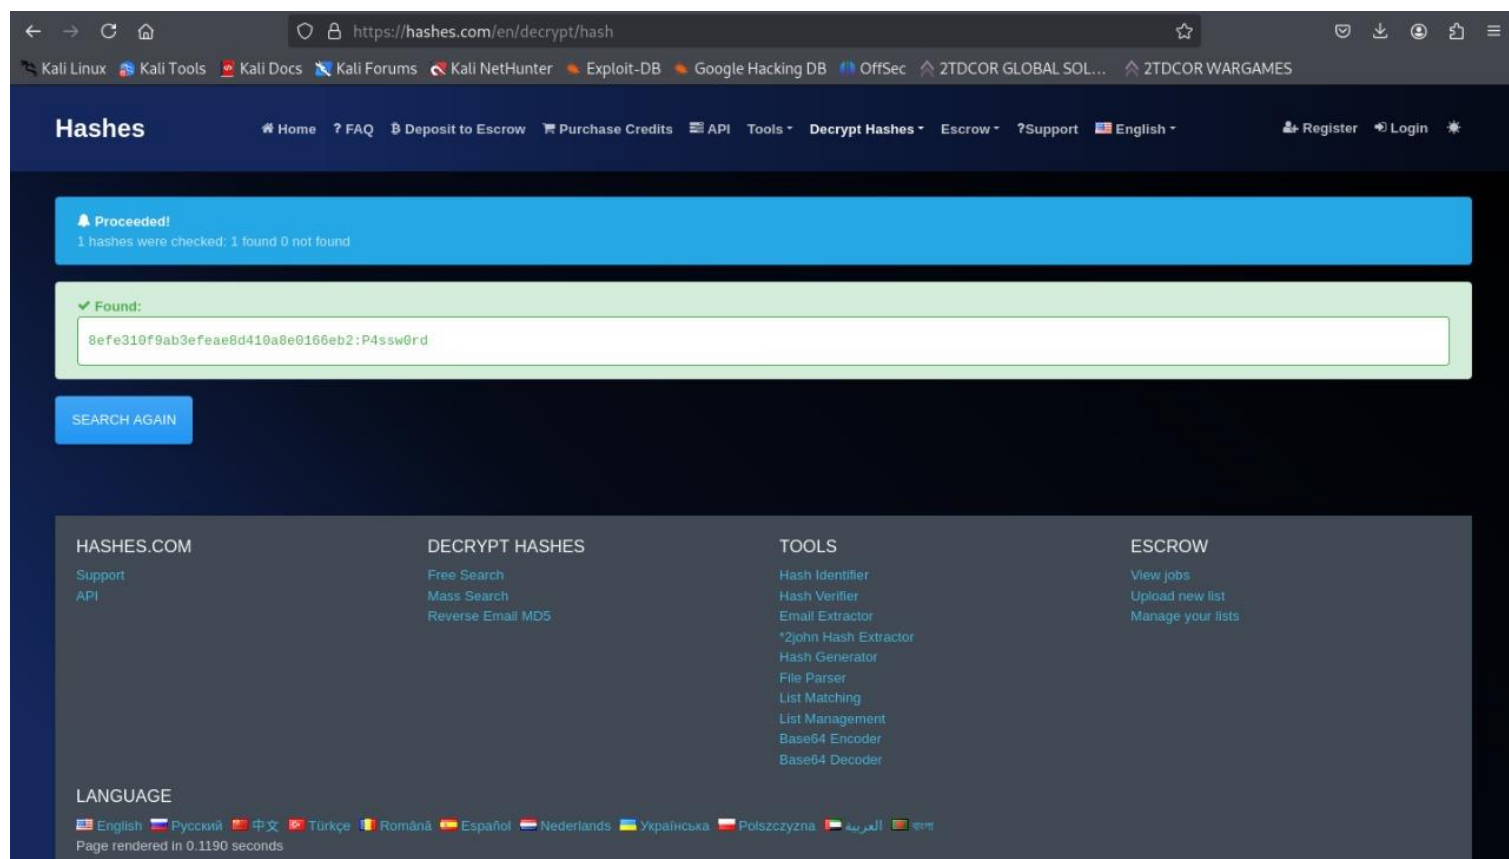 https://hashes.com/en/decrypt/hash
Kali Linux Kali Tools Kali Docs Kali Forums Kali NetHunter Exploit-DB Google Hacking DB OffSec 2TDCOR GLOBAL SOL... 2TDCOR WARGAMES
Hashes Home ? FAQ Deposit to Escrow Purchase Credits API Tools Decrypt Hashes Escrow ?Support English Register Login
Proceeded!
1 hashes were checked: 1 found 0 not found
Found:
8efe310f9ab3efeae8d410a8e0166eb2:P4ssw0rd
SEARCH AGAIN
HASHES.COM
Support
API
DECRYPT HASHES
Free Search
Mass Search
Reverse Email MD5
TOOLS
Hash Identifier
Hash Verifier
Email Extractor
*2john Hash Extractor
Hash Generator
File Parser
List Matching
List Management
Base64 Encoder
Base64 Decoder
ESCROW
View jobs
Upload new list
Manage your lists
LANGUAGE
English Русский 中文 Türkçe Română Español Nederlands Українська Polszczyzna العربية বাংলা
Page rendered in 0.1190 seconds